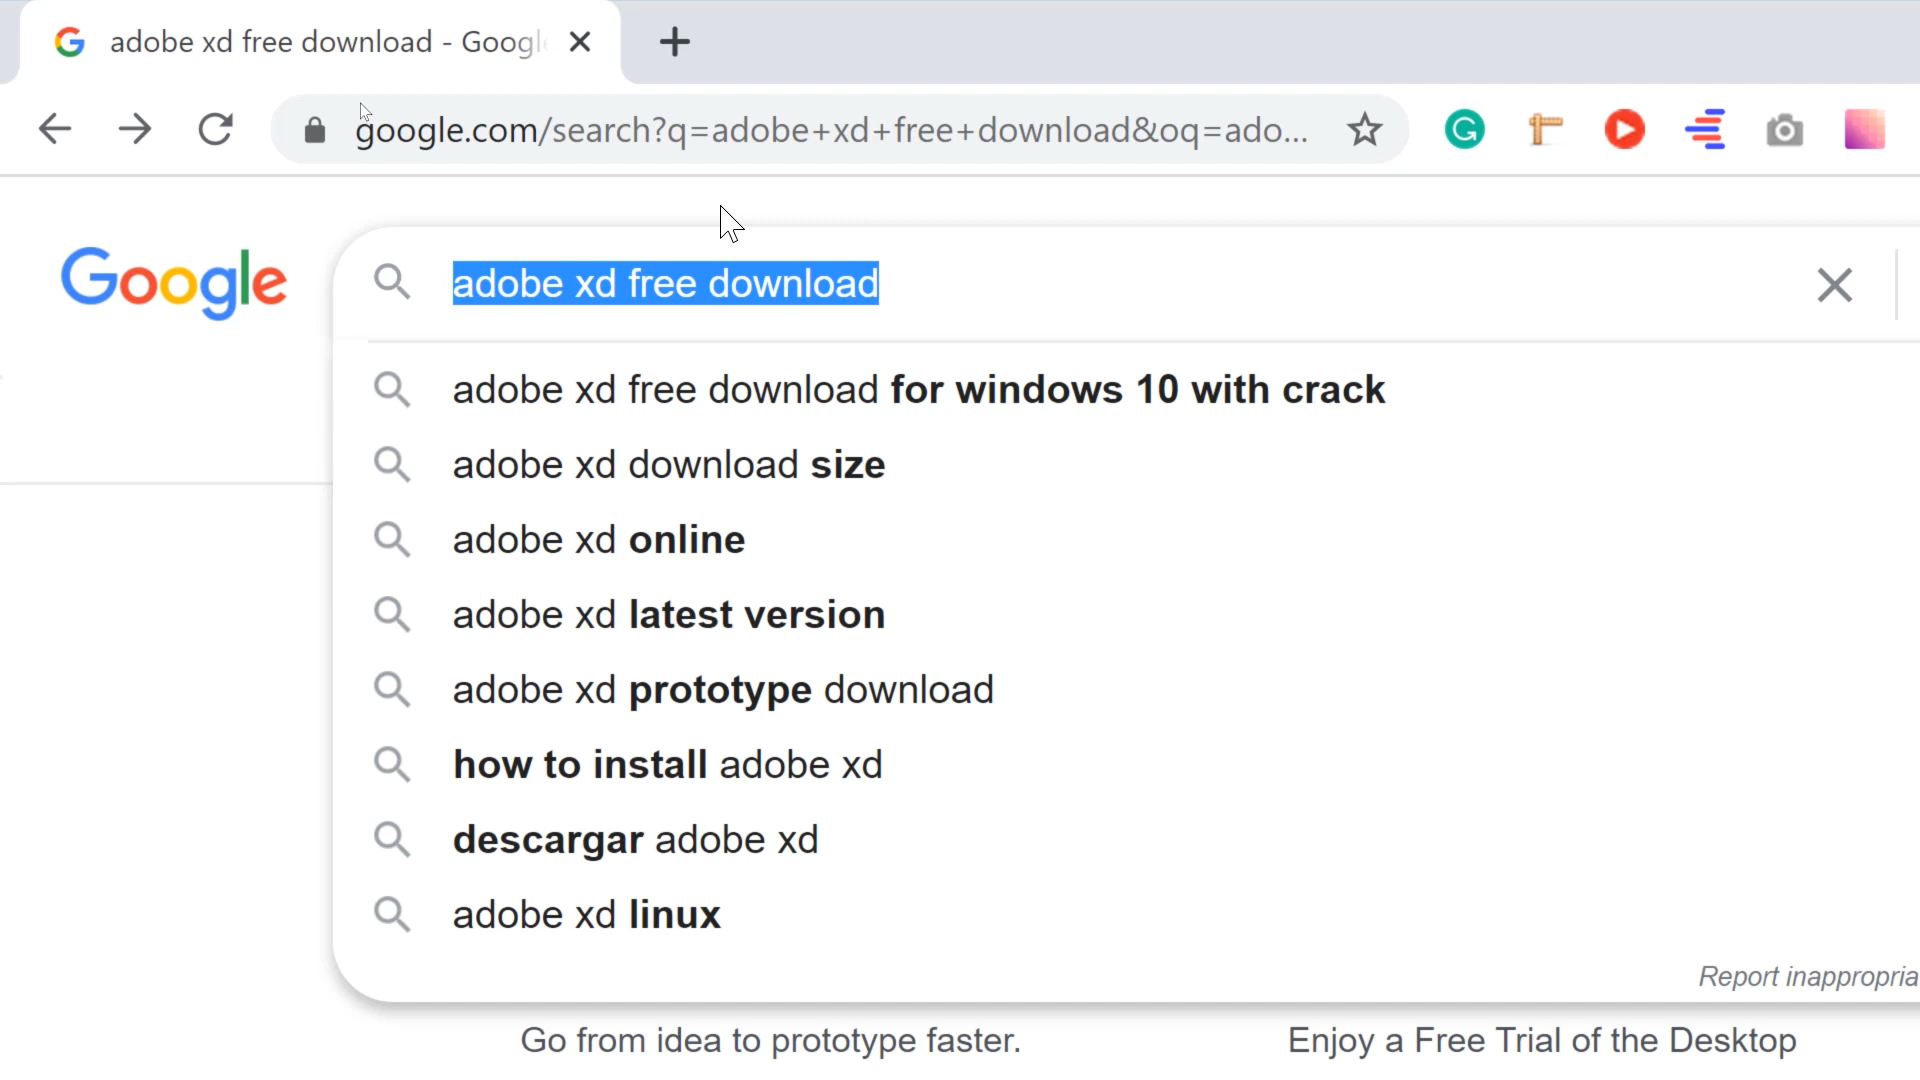 adobe xd free download - Googl
google.com/search?q=adobe+xd+free+download&oq=ado...
Google
adobe xd free download
adobe xd free download for windows 10 with crack
adobe xd download size
adobe xd online
adobe xd latest version
adobe xd prototype download
how to install adobe xd
descargar adobe xd
adobe xd linux
Report inappropria
Go from idea to prototype faster.
Enjoy a Free Trial of the Desktop